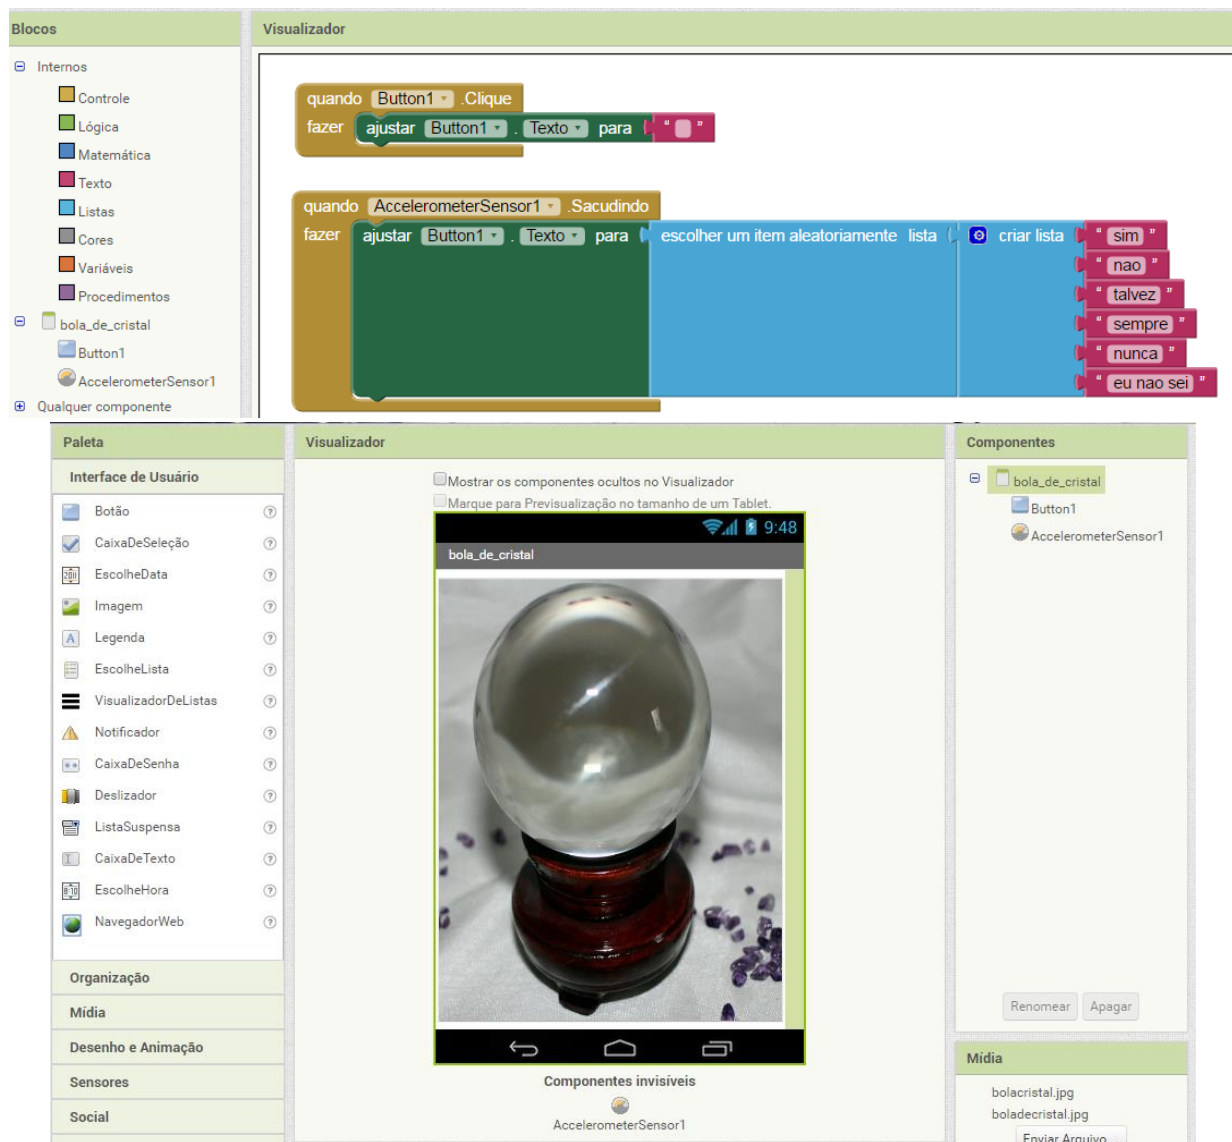 Blocos
Visualizador
Internos
Controle
Lógica
Matemática
Texto
Listas
Cores
Variáveis
Procedimentos
bola_de_cristal
Button1
AccelerometerSensor1
Qualquer componente
quando Button1 .Clique
fazer ajustar Button1 . Texto para " "
quando AccelerometerSensor1 .Sacudindo
fazer ajustar Button1 . Texto para escolher um item aleatoriamente lista criar lista " sim "
" nao "
" talvez "
" sempre "
" nunca "
" eu nao sei "
Paleta
Interface de Usuário
Botão
CaixaDeSeleção
EscolheData
Imagem
Legenda
EscolheLista
VisualizadorDeListas
Notificador
CaixaDeSenha
Deslizador
ListaSuspensa
CaixaDeTexto
EscolheHora
NavegadorWeb
Organização
Mídia
Desenho e Animação
Sensores
Social
Visualizador
Mostrar os componentes ocultos no Visualizador
Marque para Previsualização no tamanho de um Tablet.
9:48
bola_de_cristal
Componentes invisíveis
AccelerometerSensor1
Componentes
bola_de_cristal
Button1
AccelerometerSensor1
Renomear Apagar
Mídia
bolacristal.jpg
boladecristal.jpg
Enviar Arquivo...